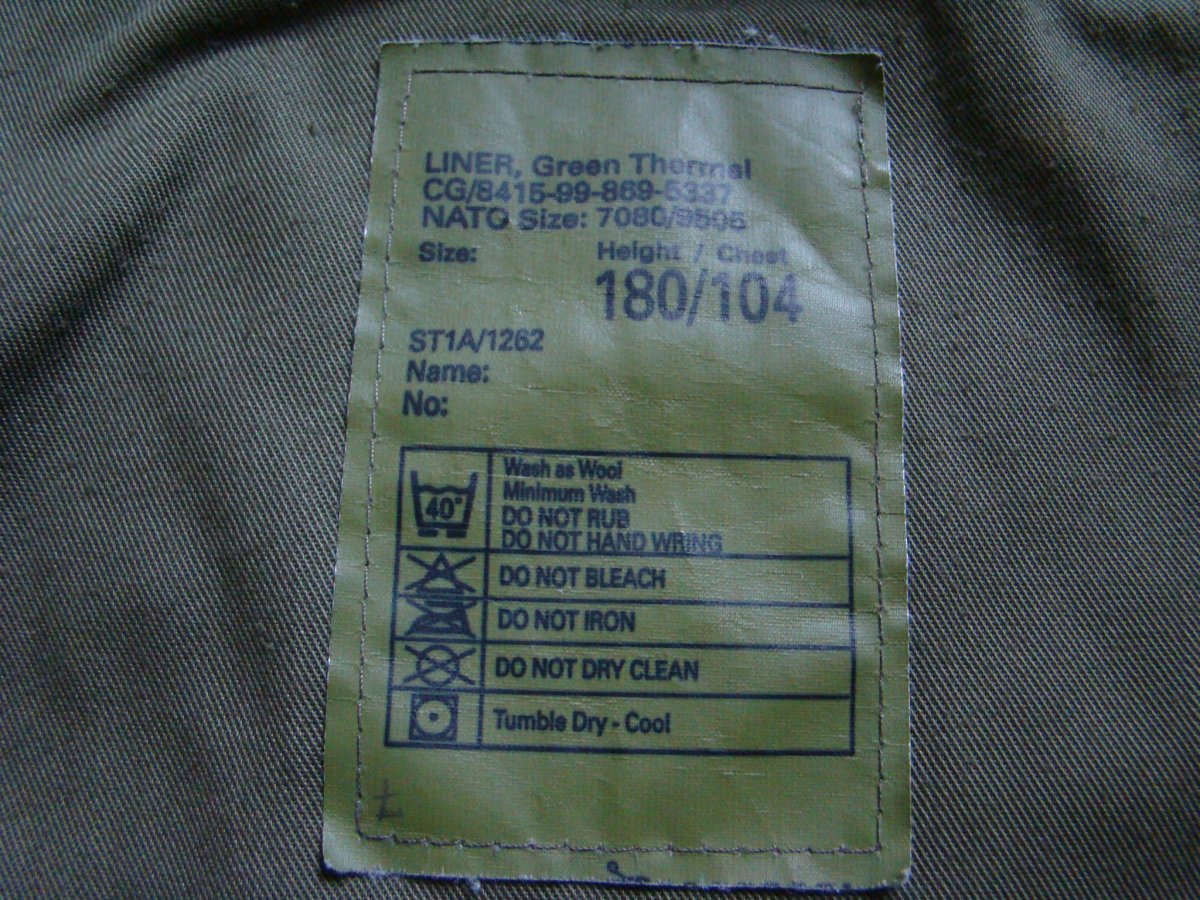 LINER, Green Thermal
CG/8415-99-869-5337
NATO Size: 7080/9505
Size: Height / Chest
180/104
ST1A/1262
Name:
No:
40°
Wash as Wool
Minimum Wash
DO NOT RUB
DO NOT HAND WRING
DO NOT BLEACH
DO NOT IRON
DO NOT DRY CLEAN
Tumble Dry - Cool